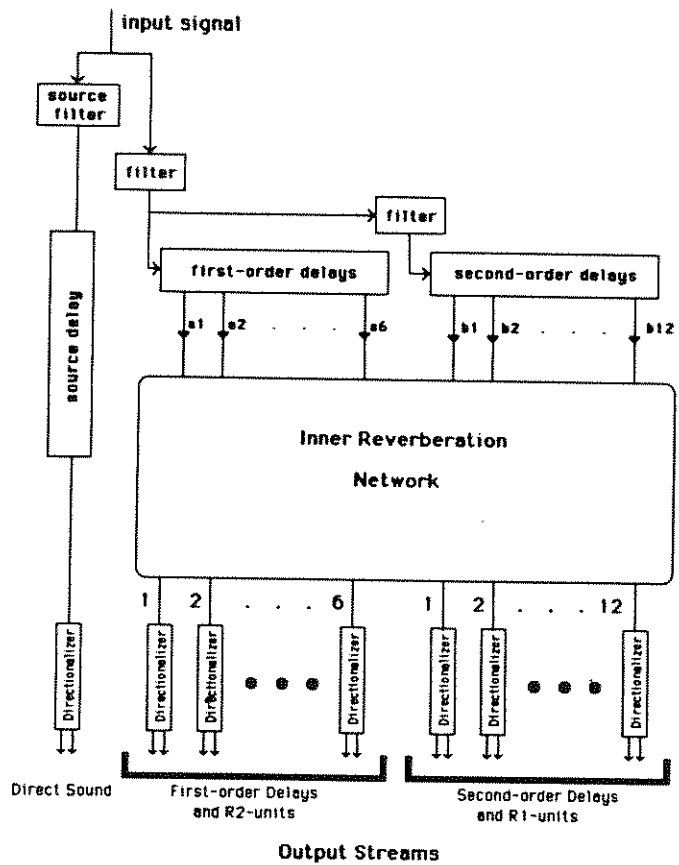 input signal
source
filter
filter
filter
first-order delays
second-order delays
source delay
a1 a2 . . . . a6
b1 b2 . . . . b12
Inner Reverberation
Network
1 2 . . . 6
1 2 . . . 12
Directionalizer
Directionalizer
Directionalizer
Directionalizer
Directionalizer
Directionalizer
Directionalizer
Direct Sound
First-order Delays
and R2-units
Second-order Delays
and R1-units
Output Streams